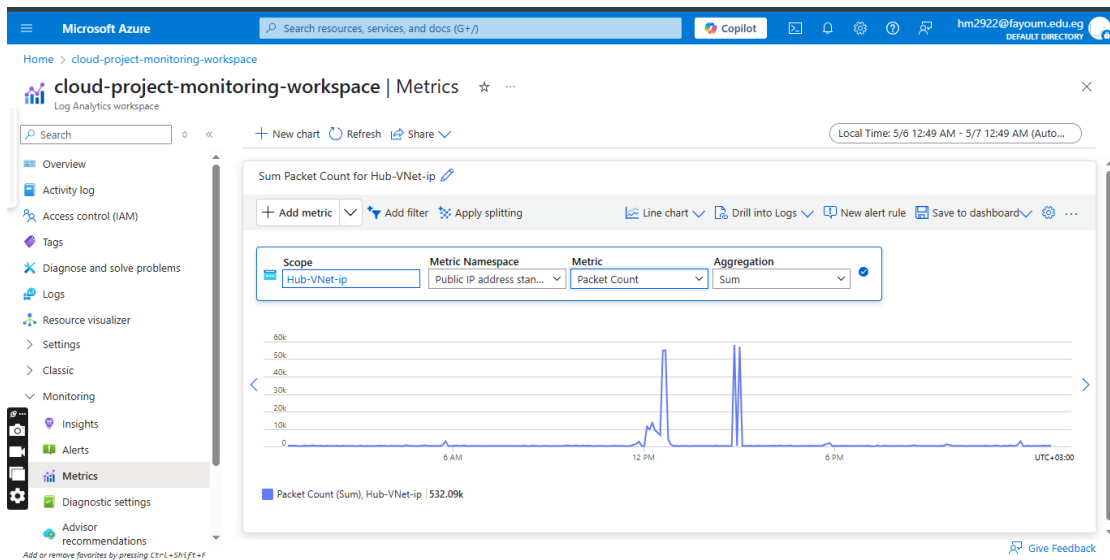 Microsoft Azure
Search resources, services, and docs (G+/)
Copilot
hm2922@fayoum.edu.eg
DEFAULT DIRECTORY
Home > cloud-project-monitoring-workspace
cloud-project-monitoring-workspace | Metrics
Log Analytics workspace
Search
Overview
Activity log
Access control (IAM)
Tags
Diagnose and solve problems
Logs
Resource visualizer
Settings
Classic
Monitoring
Insights
Alerts
Metrics
Diagnostic settings
Advisor
recommendations
Add or remove favorites by pressing Ctrl+Shift+F
New chart Refresh Share
Local Time: 5/6 12:49 AM - 5/7 12:49 AM (Auto...
Sum Packet Count for Hub-VNet-ip
Add metric Add filter Apply splitting Line chart Drill into Logs New alert rule Save to dashboard ...
Scope Metric Namespace Metric Aggregation
Hub-VNet-ip Public IP address stan... Packet Count Sum
60k
50k
40k
30k
20k
10k
0
6 AM 12 PM 6 PM UTC+03:00
Packet Count (Sum), Hub-VNet-ip | 532.09k
Give Feedback